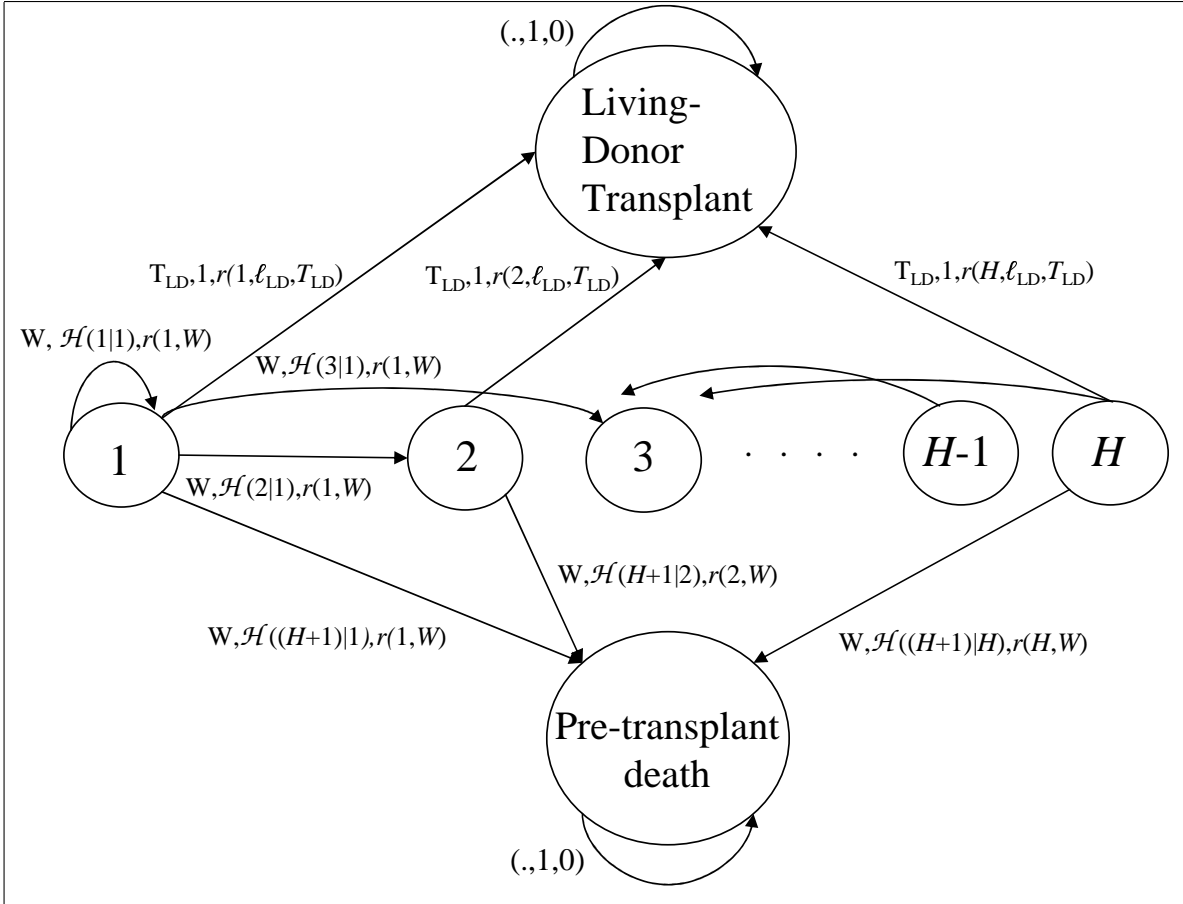 (.,1,0)
Living-
Donor
Transplant
T_LD,1,r(1,ℓ_LD,T_LD)
T_LD,1,r(2,ℓ_LD,T_LD)
T_LD,1,r(H,ℓ_LD,T_LD)
W, ℋ(1|1),r(1,W)
W,ℋ(3|1),r(1,W)
1
2
3
. . . .
H-1
H
W,ℋ(2|1),r(1,W)
W,ℋ(H+1|2),r(2,W)
W,ℋ((H+1)|1),r(1,W)
W,ℋ((H+1)|H),r(H,W)
Pre-transplant
death
(.,1,0)